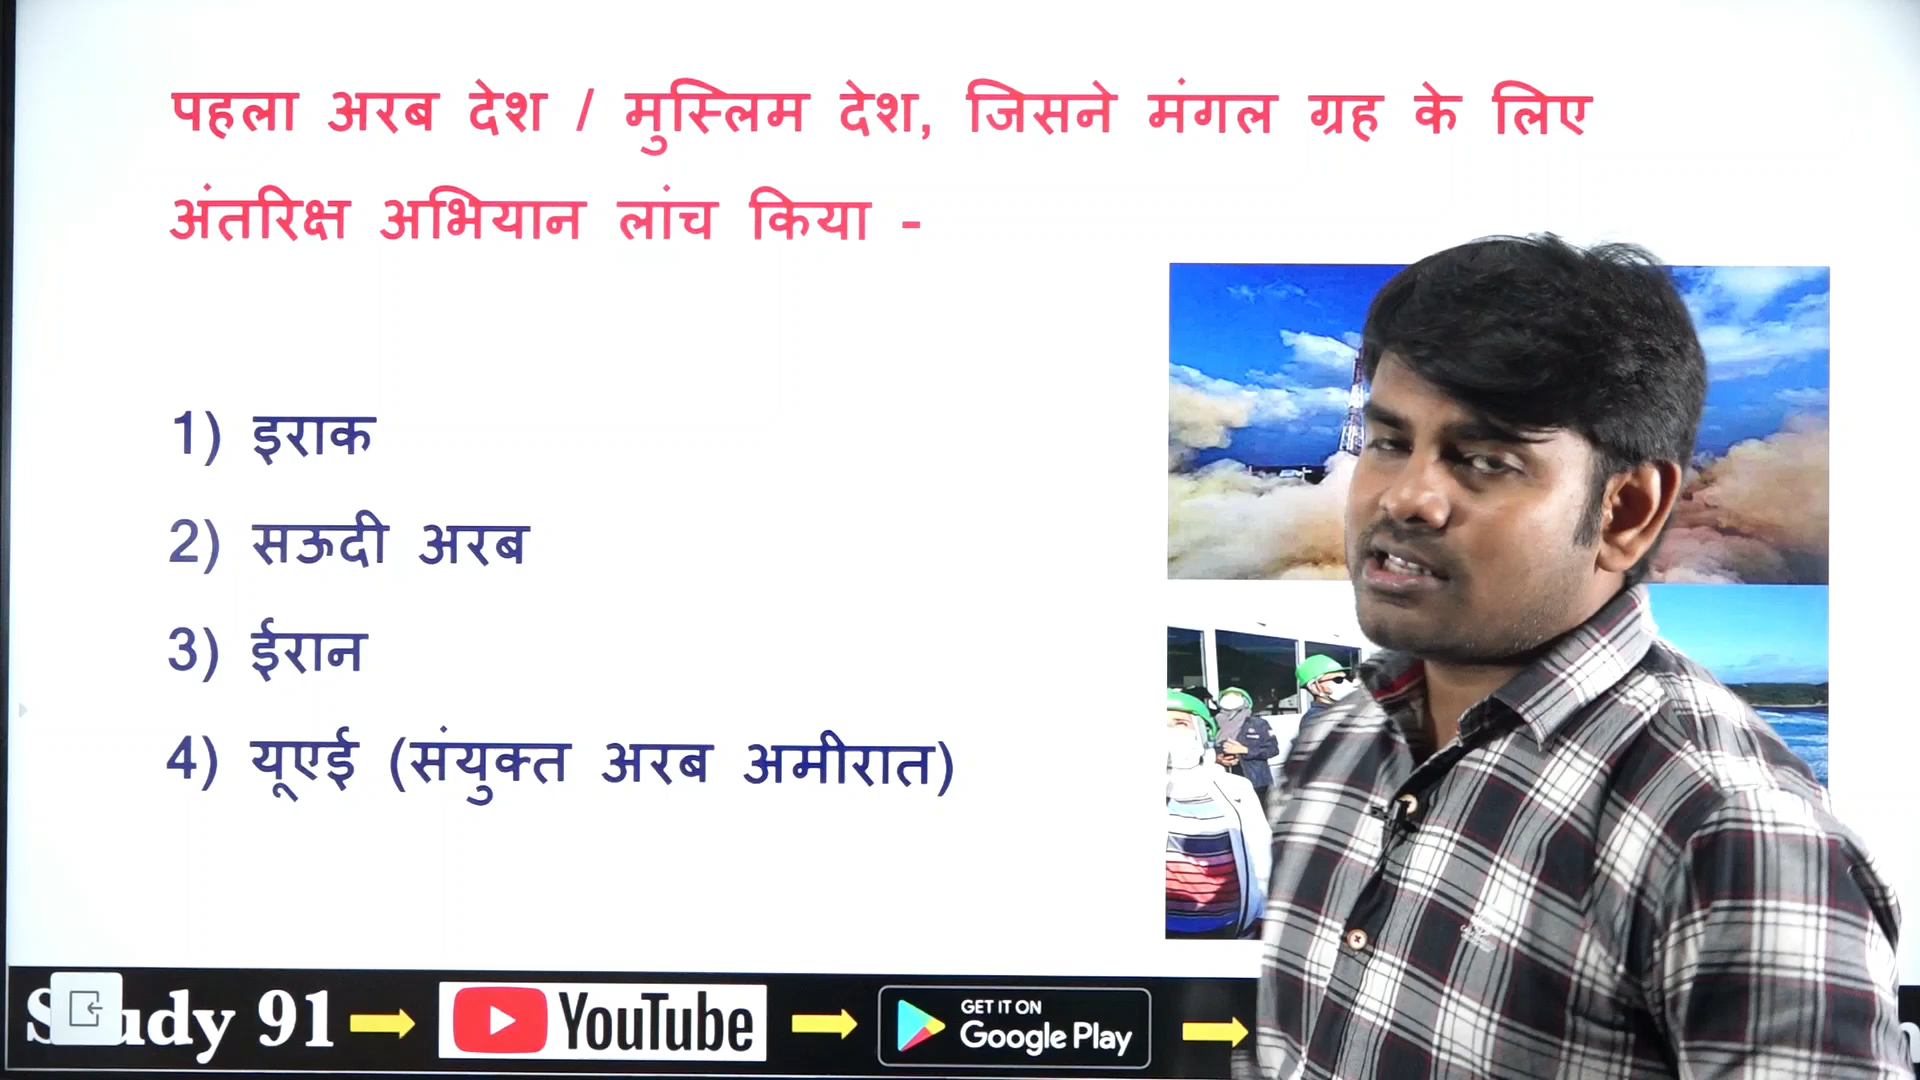 पहला अरब देश / मुस्लिम देश, जिसने मंगल ग्रह के लिए
अंतरिक्ष अभियान लांच किया -
1) इराक
2) सऊदी अरब
3) ईरान
4) यूएई (संयुक्त अरब अमीरात)
Study 91 YouTube GET IT ON Google Play